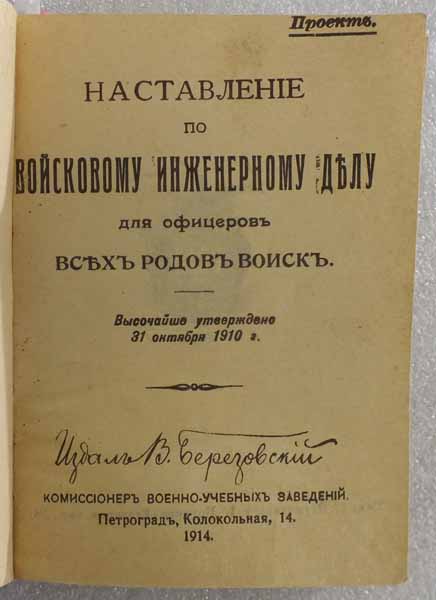 Проектъ.
НАСТАВЛЕНІЕ
ПО
ВОЙСКОВОМУ ИНЖЕНЕРНОМУ ДѢЛУ
для офицеровъ
ВСѢХЪ РОДОВЪ ВОИСКЪ.
Высочайше утверждено
31 октября 1910 г.
Издалъ В. Березовскій
КОМИССІОНЕРЪ ВОЕННО-УЧЕБНЫХЪ ЗАВЕДЕНІЙ.
Петроградъ, Колокольная, 14.
1914.